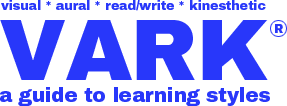 visual * aural * read/write * kinesthetic
VARK®
a guide to learning styles